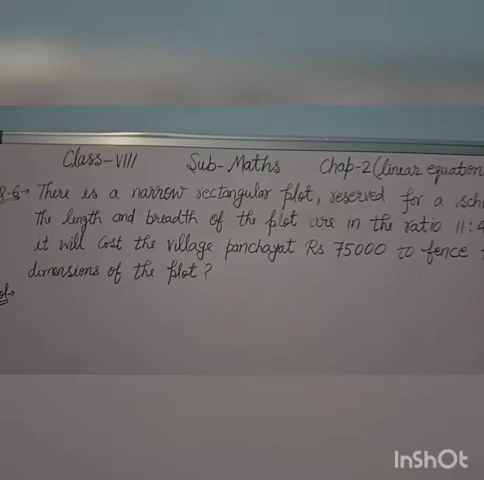 Class-VIII Sub-Maths Chap-2(linear equation
Q-6→ There is a narrow rectangular plot, reserved for a
The length and breadth of the plot are in the ratio 11:4
it will cost the village panchayat Rs 75000 to fence
dimensions of the plot?
InShOt